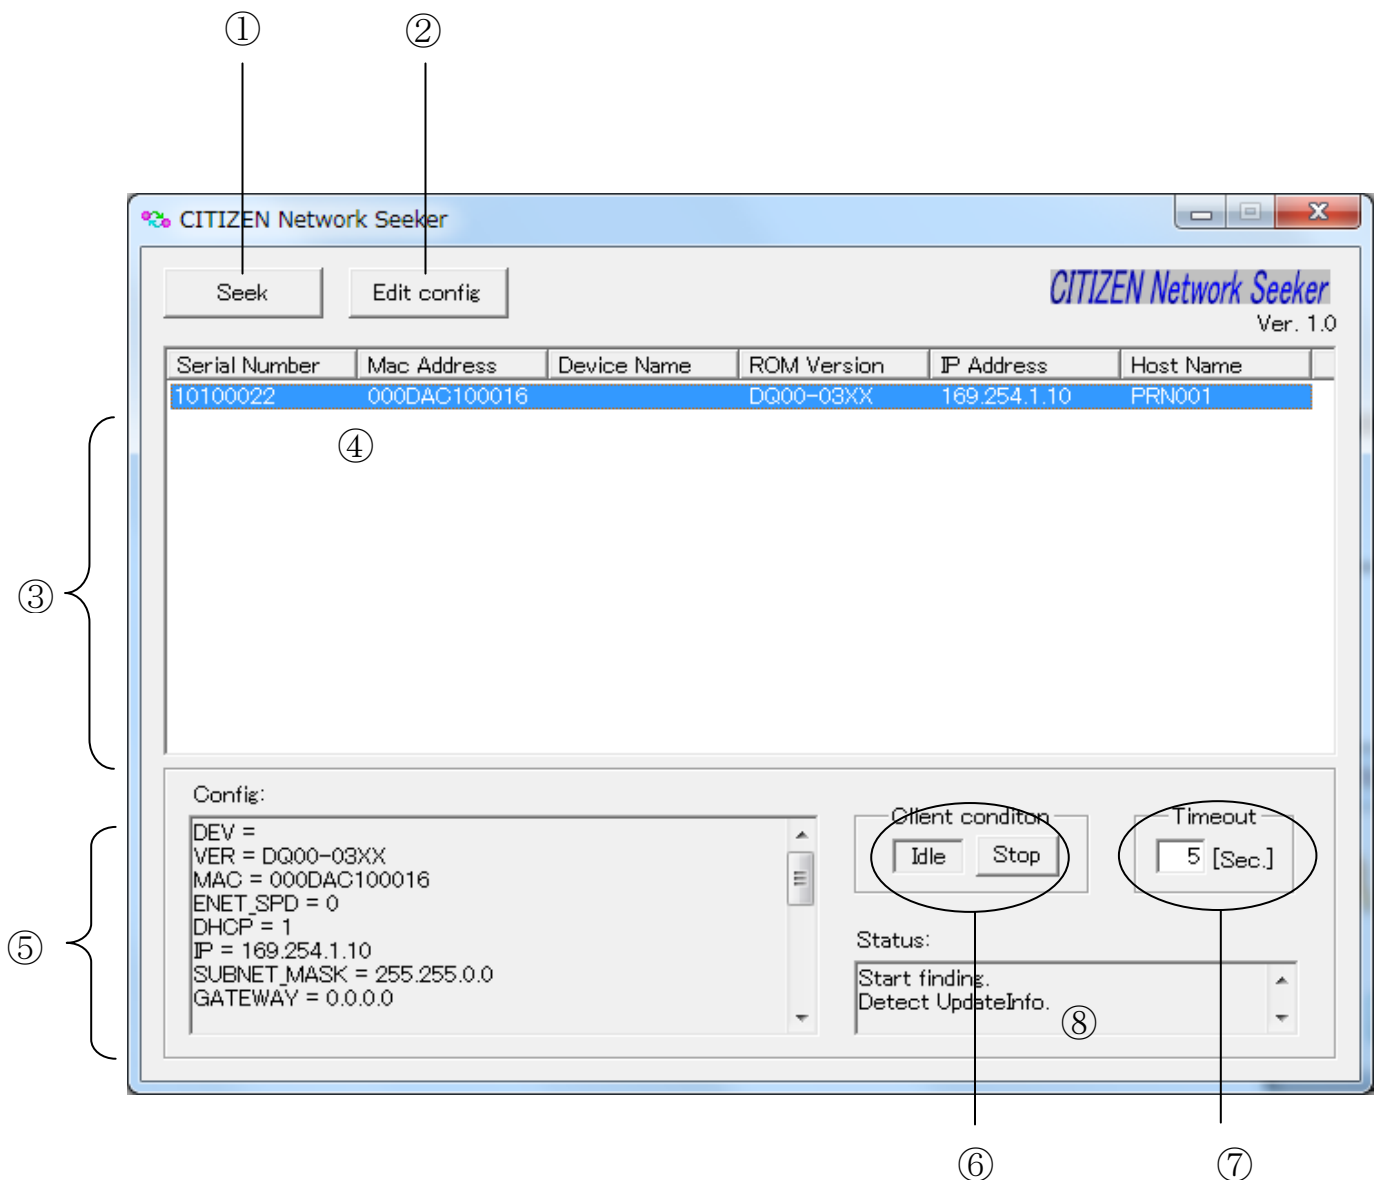 ① ②
CITIZEN Network Seeker
Seek Edit config
CITIZEN Network Seeker
Ver. 1.0
Serial Number Mac Address Device Name ROM Version IP Address Host Name
10100022 000DAC100016 DQ00-03XX 169.254.1.10 PRN001
④
③
Config:
DEV =
VER = DQ00-03XX
MAC = 000DAC100016
ENET_SPD = 0
DHCP = 1
IP = 169.254.1.10
SUBNET_MASK = 255.255.0.0
GATEWAY = 0.0.0.0
⑤
Client conditon
Idle Stop
Timeout
5 [Sec.]
Status:
Start finding.
Detect UpdateInfo.
⑧
⑥ ⑦